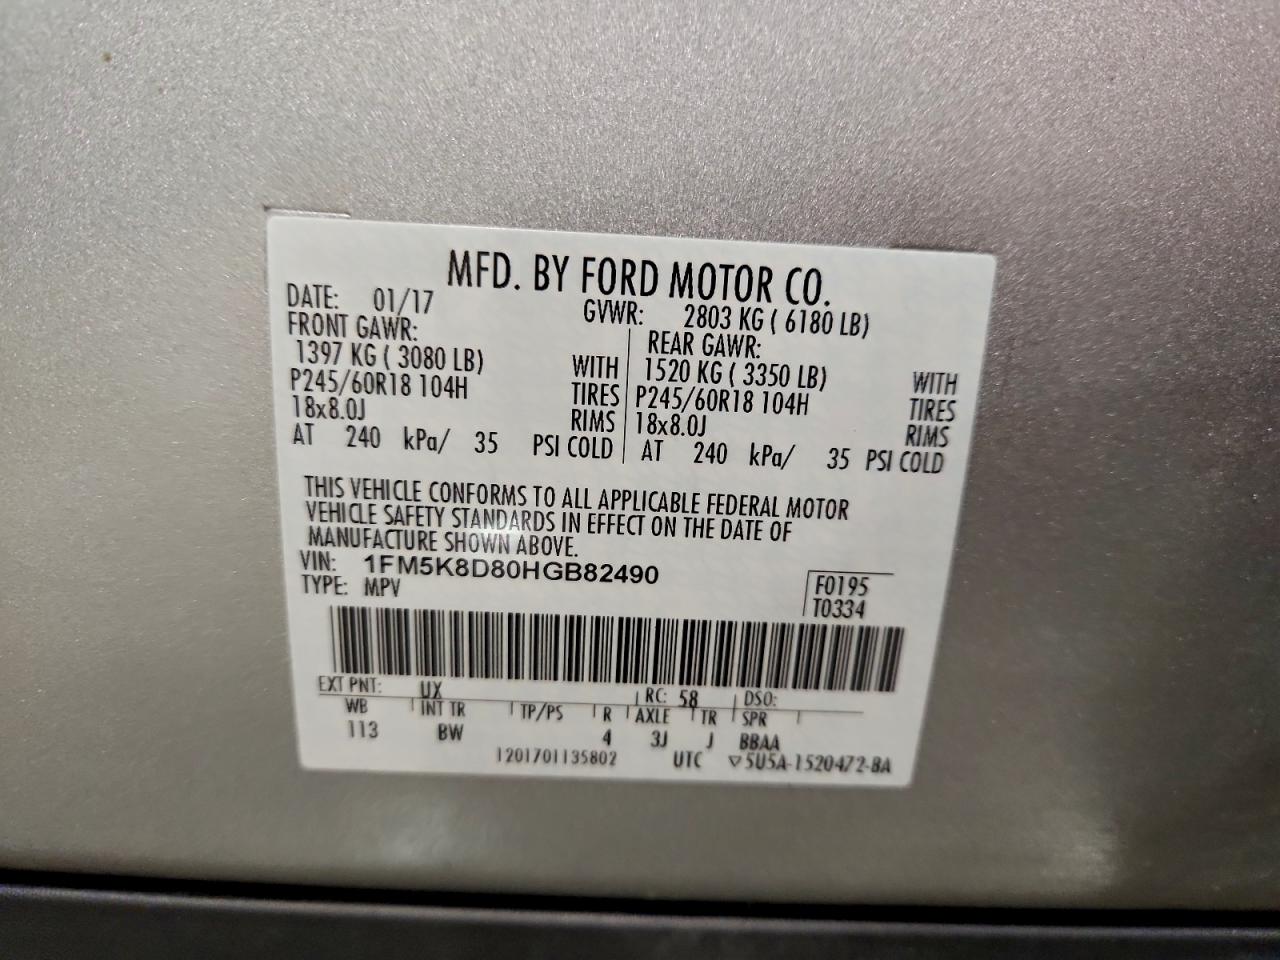 MFD. BY FORD MOTOR CO.
DATE: 01/17 GVWR: 2803 KG ( 6180 LB)
FRONT GAWR: REAR GAWR:
1397 KG ( 3080 LB) WITH 1520 KG ( 3350 LB) WITH
P245/60R18 104H TIRES P245/60R18 104H TIRES
18x8.0J RIMS 18x8.0J RIMS
AT 240 kPa/ 35 PSI COLD AT 240 kPa/ 35 PSI COLD
THIS VEHICLE CONFORMS TO ALL APPLICABLE FEDERAL MOTOR
VEHICLE SAFETY STANDARDS IN EFFECT ON THE DATE OF
MANUFACTURE SHOWN ABOVE.
VIN: 1FM5K8D80HGB82490
TYPE: MPV
F0195
T0334
EXT PNT: UX RC: 58 DSO:
WB INT TR TP/PS R AXLE TR SPR
113 BW 4 3J J BBAA
1201701135802 UTC ▽5U5A-1520472-BA